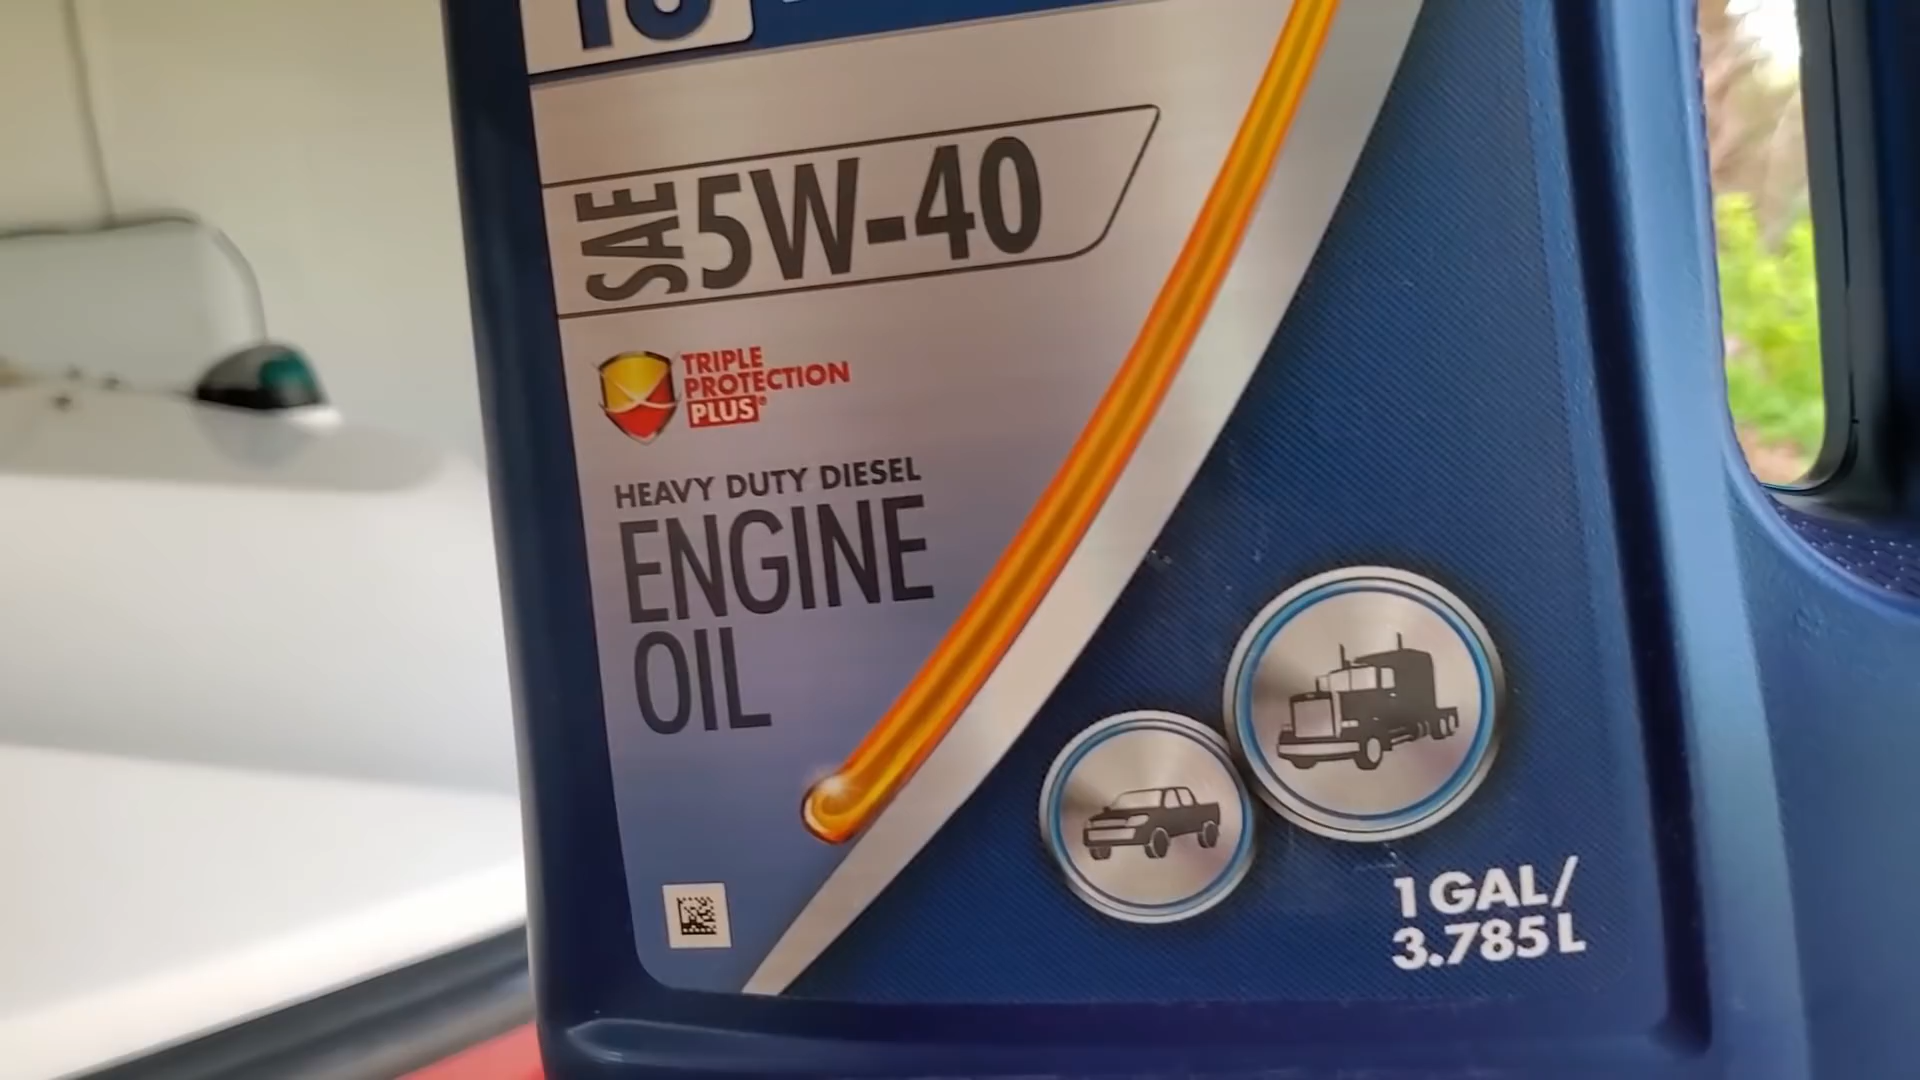 SAE 5W-40
TRIPLE
PROTECTION
PLUS®
HEAVY DUTY DIESEL
ENGINE
OIL
1 GAL/
3.785 L